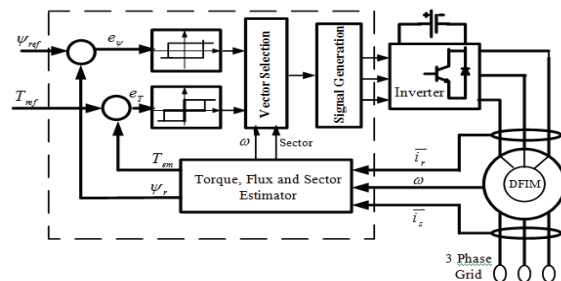 ψref
eψ
Tref
eT
Vector Selection
Signal Generation
Inverter
ω
Sector
Tem
ψr
Torque, Flux and Sector
Estimator
ir
ω
is
DFIM
3 Phase
Grid